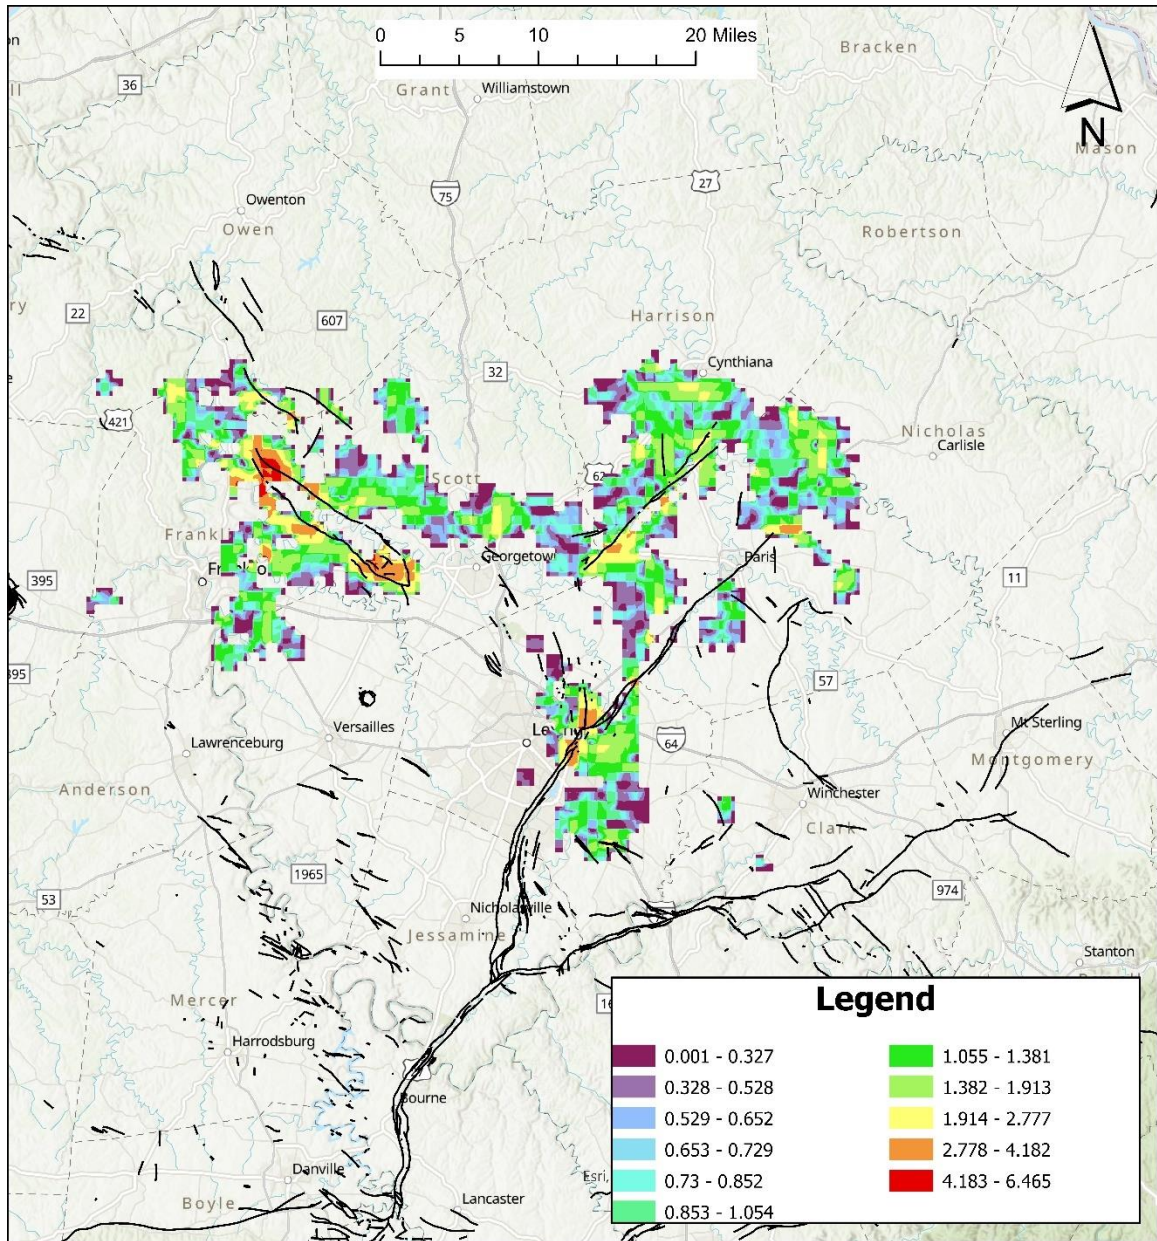 0 5 10 20 Miles
Bracken
36
Grant
Williamstown
N
Mason
27
75
Owenton
Owen
Robertson
22
607
Harrison
Cynthiana
32
421
Nicholas
Carlisle
62
Scott
Georgetow
Paris
395
11
57
395
Versailles
Lawrenceburg
64
Mt Sterling
Montgomery
Anderson
Winchester
Clark
1965
974
53
Nicholasville
Jessamine
Stanton
Mercer
Harrodsburg
Bourne
Danville
Boyle
Lancaster
Esri,
Legend
0.001 - 0.327
0.328 - 0.528
0.529 - 0.652
0.653 - 0.729
0.73 - 0.852
0.853 - 1.054
1.055 - 1.381
1.382 - 1.913
1.914 - 2.777
2.778 - 4.182
4.183 - 6.465